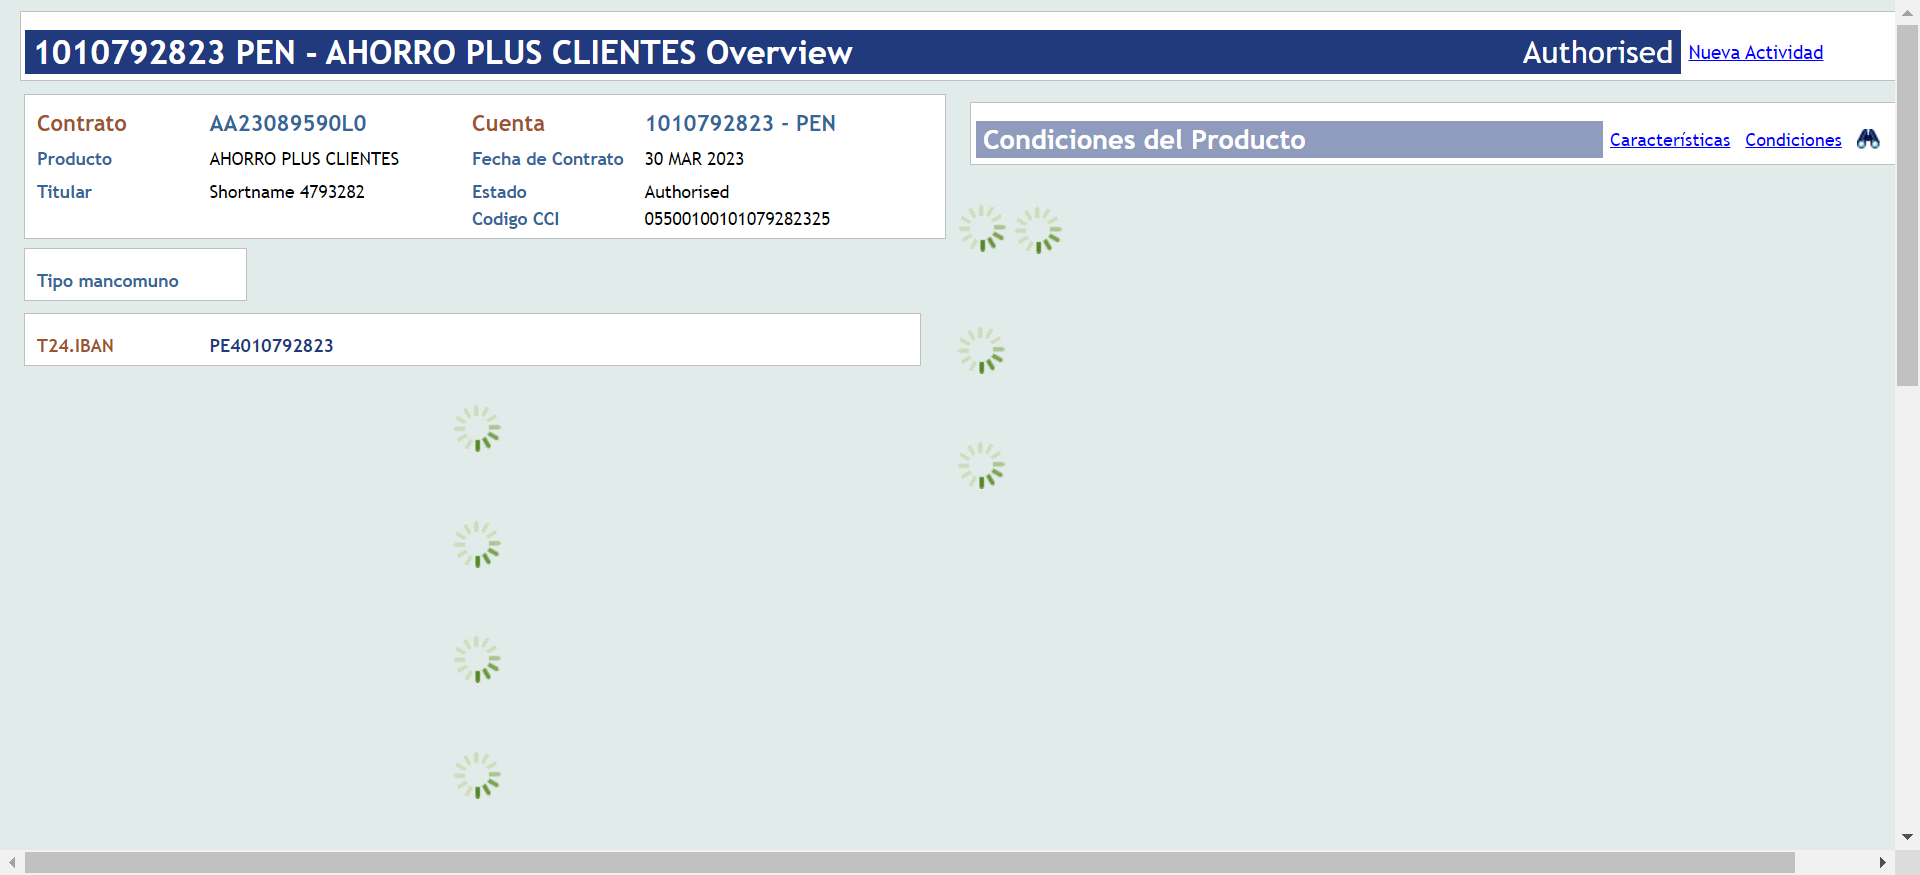 1010792823 PEN - AHORRO PLUS CLIENTES Overview Authorised Nueva Actividad
Contrato AA23089590L0 Cuenta 1010792823 - PEN
Producto AHORRO PLUS CLIENTES Fecha de Contrato 30 MAR 2023
Titular Shortname 4793282 Estado Authorised
Codigo CCI 05500100101079282325
Tipo mancomuno
T24.IBAN PE4010792823
Condiciones del Producto Características Condiciones